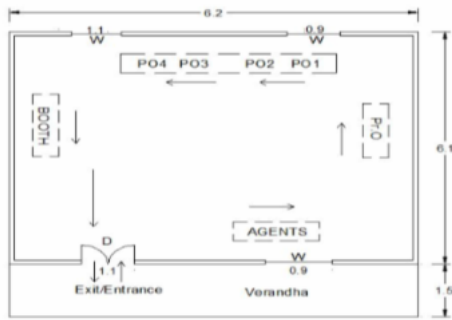 6.2
1.1
0.9
W
W
PO4 PO3 PO2 PO1
BOOTH
Pr.O
6.1
AGENTS
D
W
1.1
0.9
Exit/Entrance
Verandha
1.5